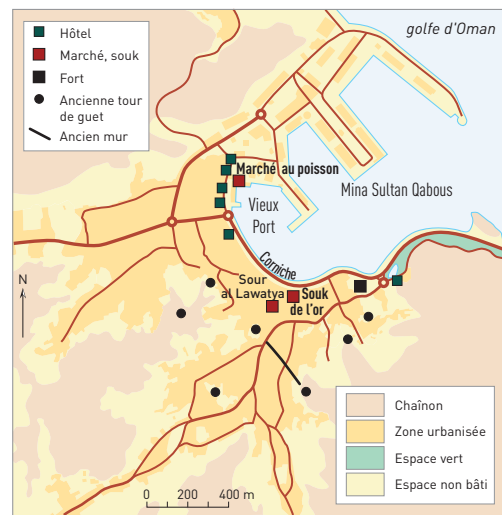 golfe d'Oman
Hôtel
Marché, souk
Fort
Ancienne tour
de guet
Ancien mur
Marché au poisson
Mina Sultan Qabous
Vieux
Port
Corniche
Sour
al Lawatya
Souk
de l'or
N
Chaînon
Zone urbanisée
Espace vert
Espace non bâti
0 200 400 m